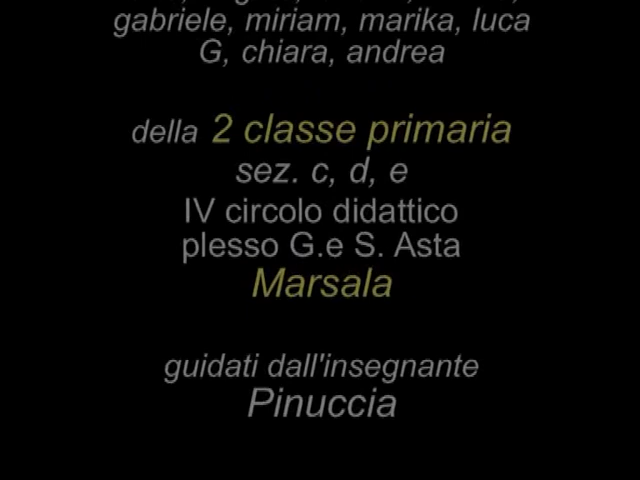 gabriele, miriam, marika, luca
G, chiara, andrea
della 2 classe primaria
sez. c, d, e
IV circolo didattico
plesso G.e S. Asta
Marsala
guidati dall'insegnante
Pinuccia